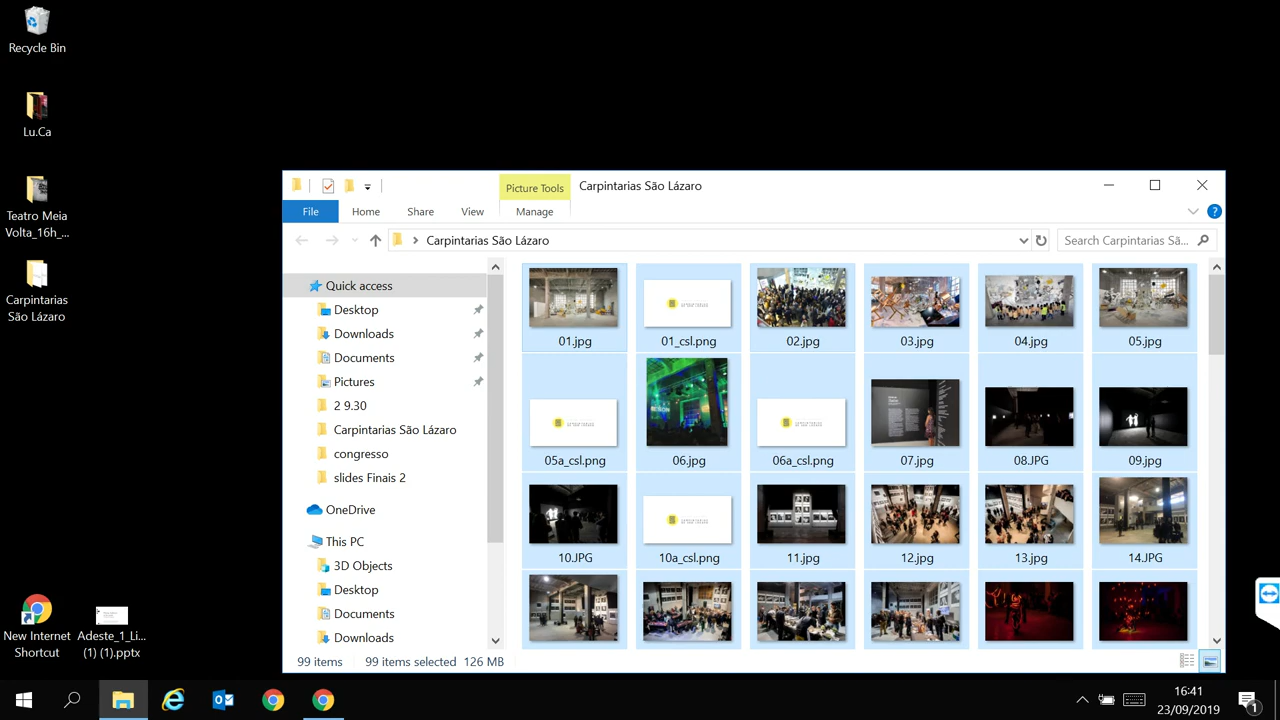 Recycle Bin
Lu.Ca
Teatro Meia
Volta_16h_...
Carpintarias
São Lázaro
New Internet
Shortcut
Adeste_1_Li...
(1) (1).pptx
Picture Tools
Carpintarias São Lázaro
File
Home
Share
View
Manage
Carpintarias São Lázaro
Search Carpintarias Sã...
Quick access
Desktop
Downloads
Documents
Pictures
2 9.30
Carpintarias São Lázaro
congresso
slides Finais 2
OneDrive
This PC
3D Objects
Desktop
Documents
Downloads
01.jpg
01_csl.png
02.jpg
03.jpg
04.jpg
05.jpg
05a_csl.png
06.jpg
06a_csl.png
07.jpg
08.JPG
09.jpg
10.JPG
10a_csl.png
11.jpg
12.jpg
13.jpg
14.JPG
99 items
99 items selected
126 MB
16:41
23/09/2019
1